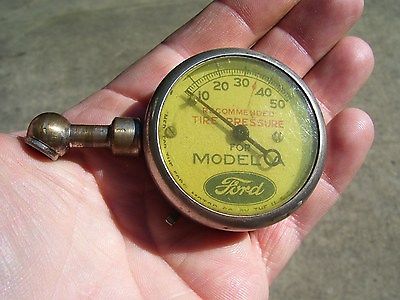 10 20 30 40 50
RECOMMENDED
TIRE PRESSURE
FOR
MODEL A
Ford